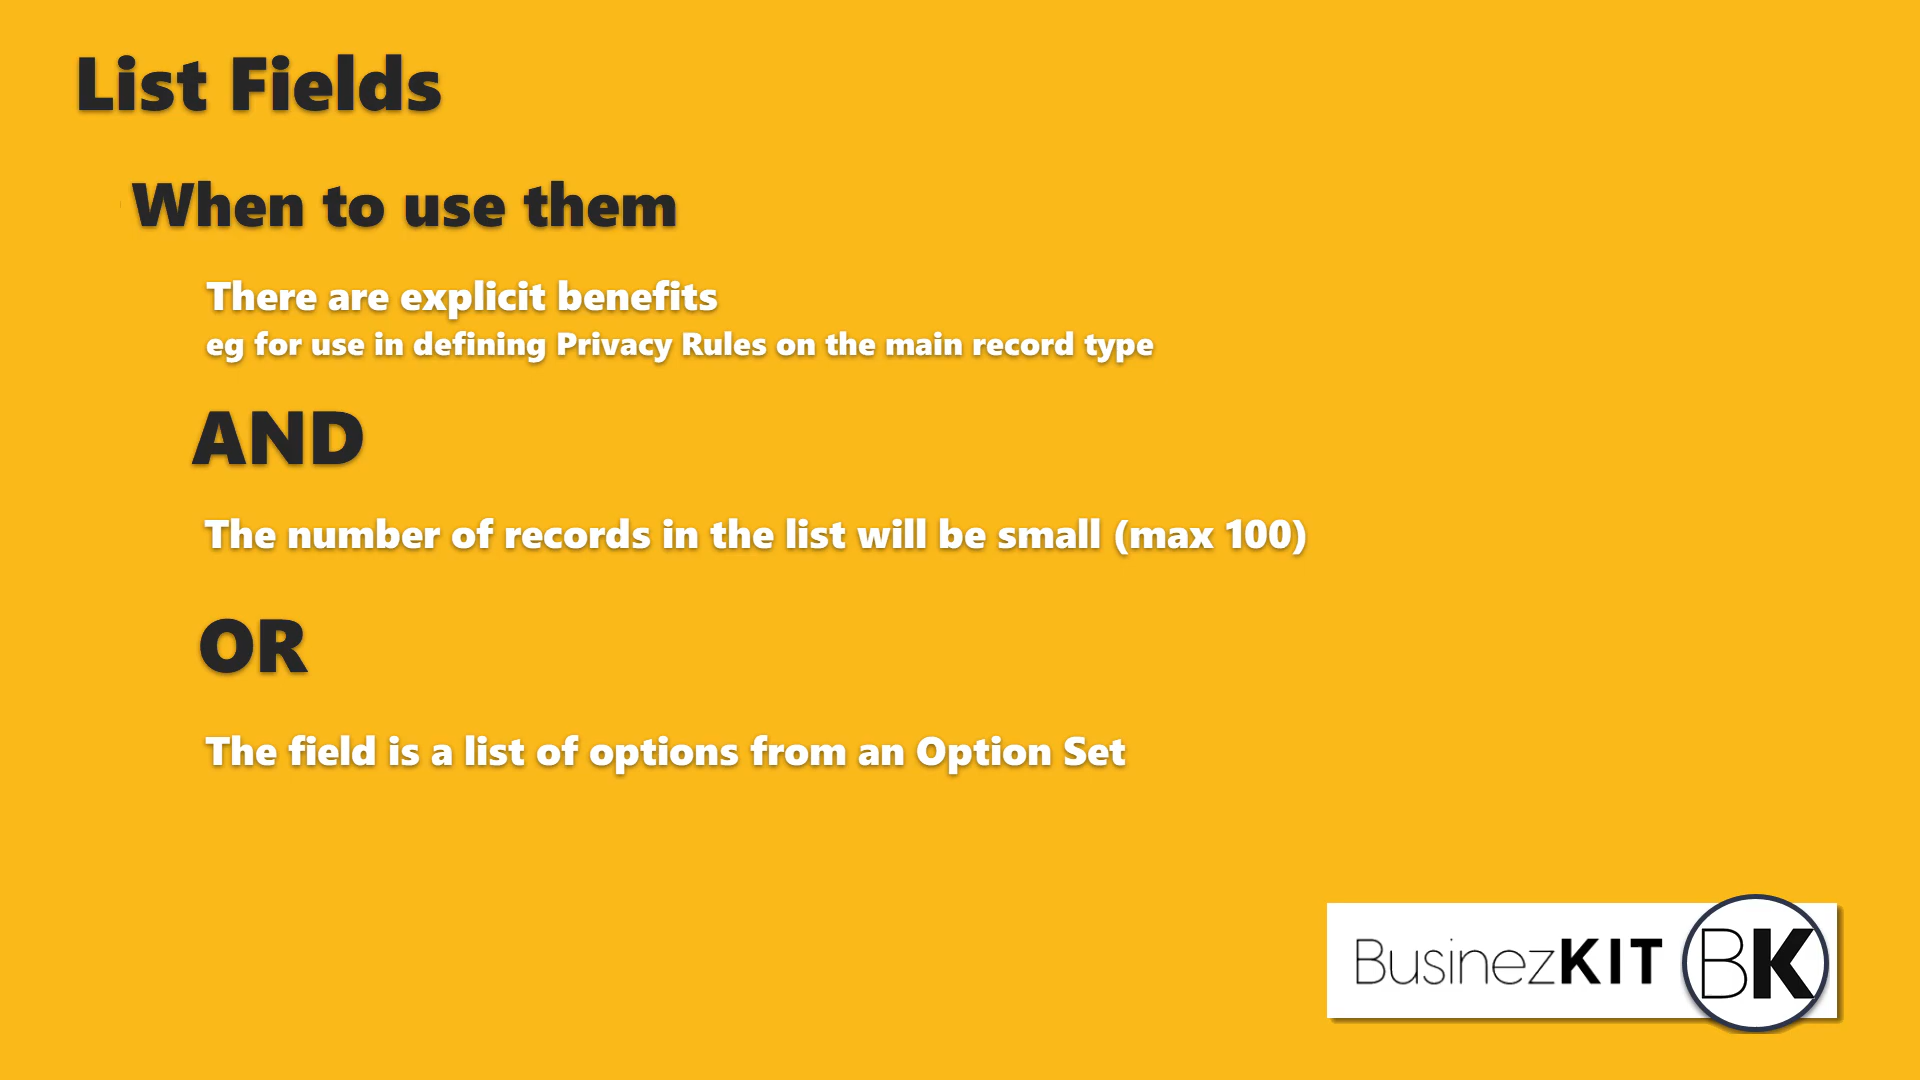 List Fields
When to use them
There are explicit benefits
eg for use in defining Privacy Rules on the main record type
AND
The number of records in the list will be small (max 100)
OR
The field is a list of options from an Option Set
BusinezKIT BK